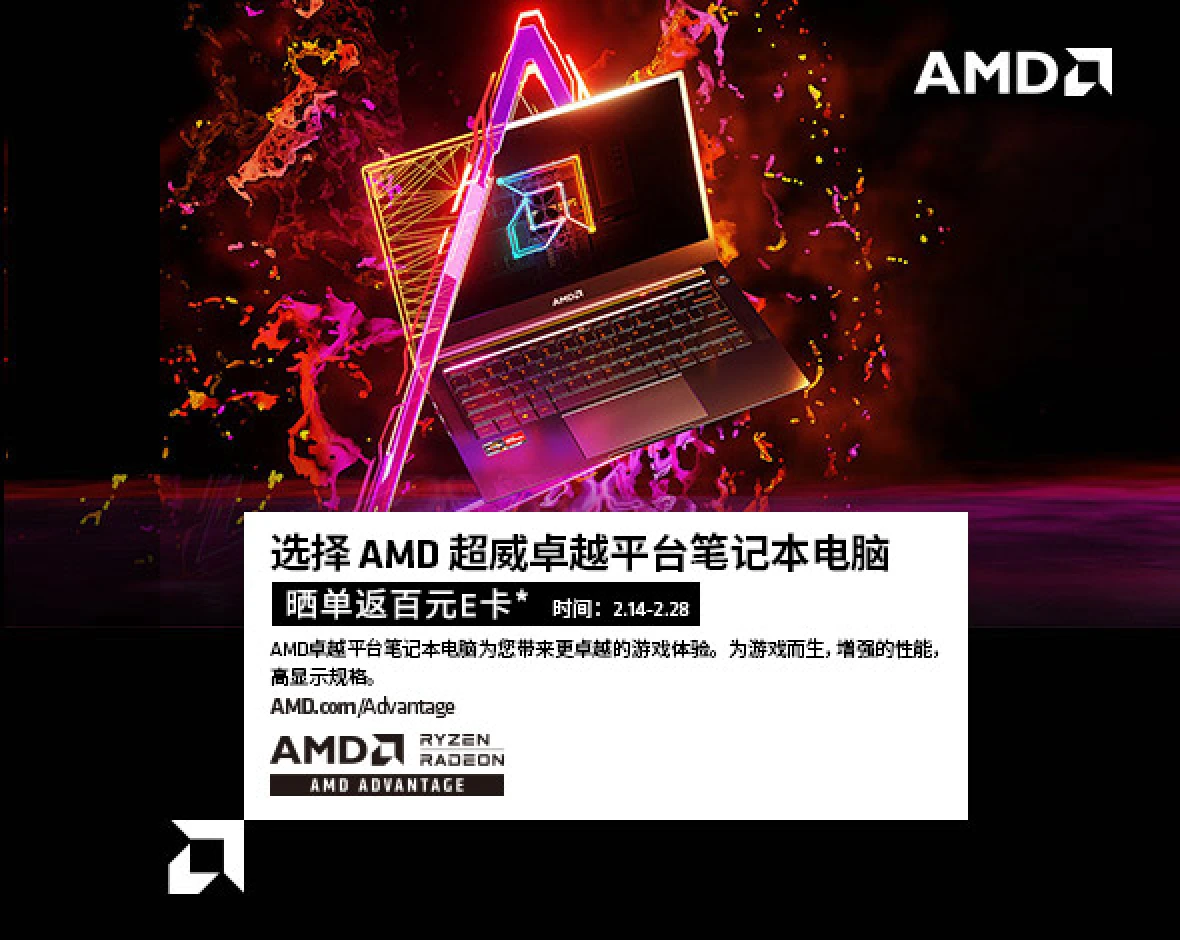 AMD
AMD
选择 AMD 超威卓越平台笔记本电脑
晒单返百元E卡* 时间：2.14-2.28
AMD卓越平台笔记本电脑为您带来更卓越的游戏体验。为游戏而生，增强的性能，
高显示规格。
AMD.com/Advantage
AMD RYZEN
RADEON
AMD ADVANTAGE